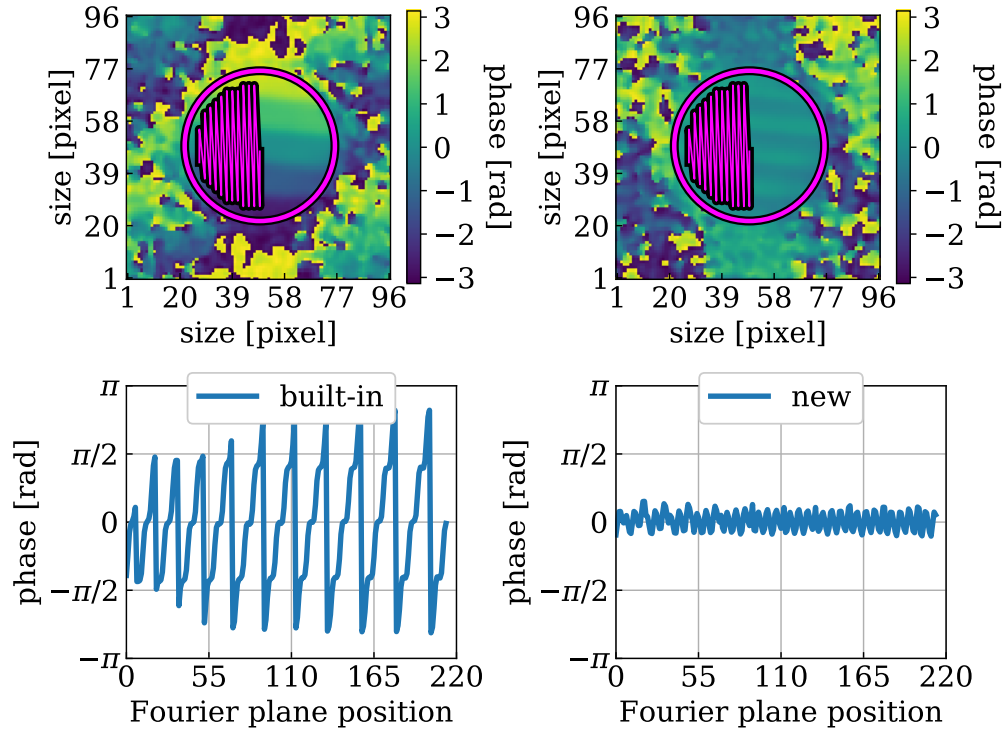 96
77
58
39
20
1
size [pixel]
1 20 39 58 77 96
size [pixel]
3
2
1
0
−1
−2
−3
phase [rad]
96
77
58
39
20
1
size [pixel]
1 20 39 58 77 96
size [pixel]
3
2
1
0
−1
−2
−3
phase [rad]
built-in
π
π/2
0
−π/2
−π
phase [rad]
0 55 110 165 220
Fourier plane position
new
π
π/2
0
−π/2
−π
phase [rad]
0 55 110 165 220
Fourier plane position